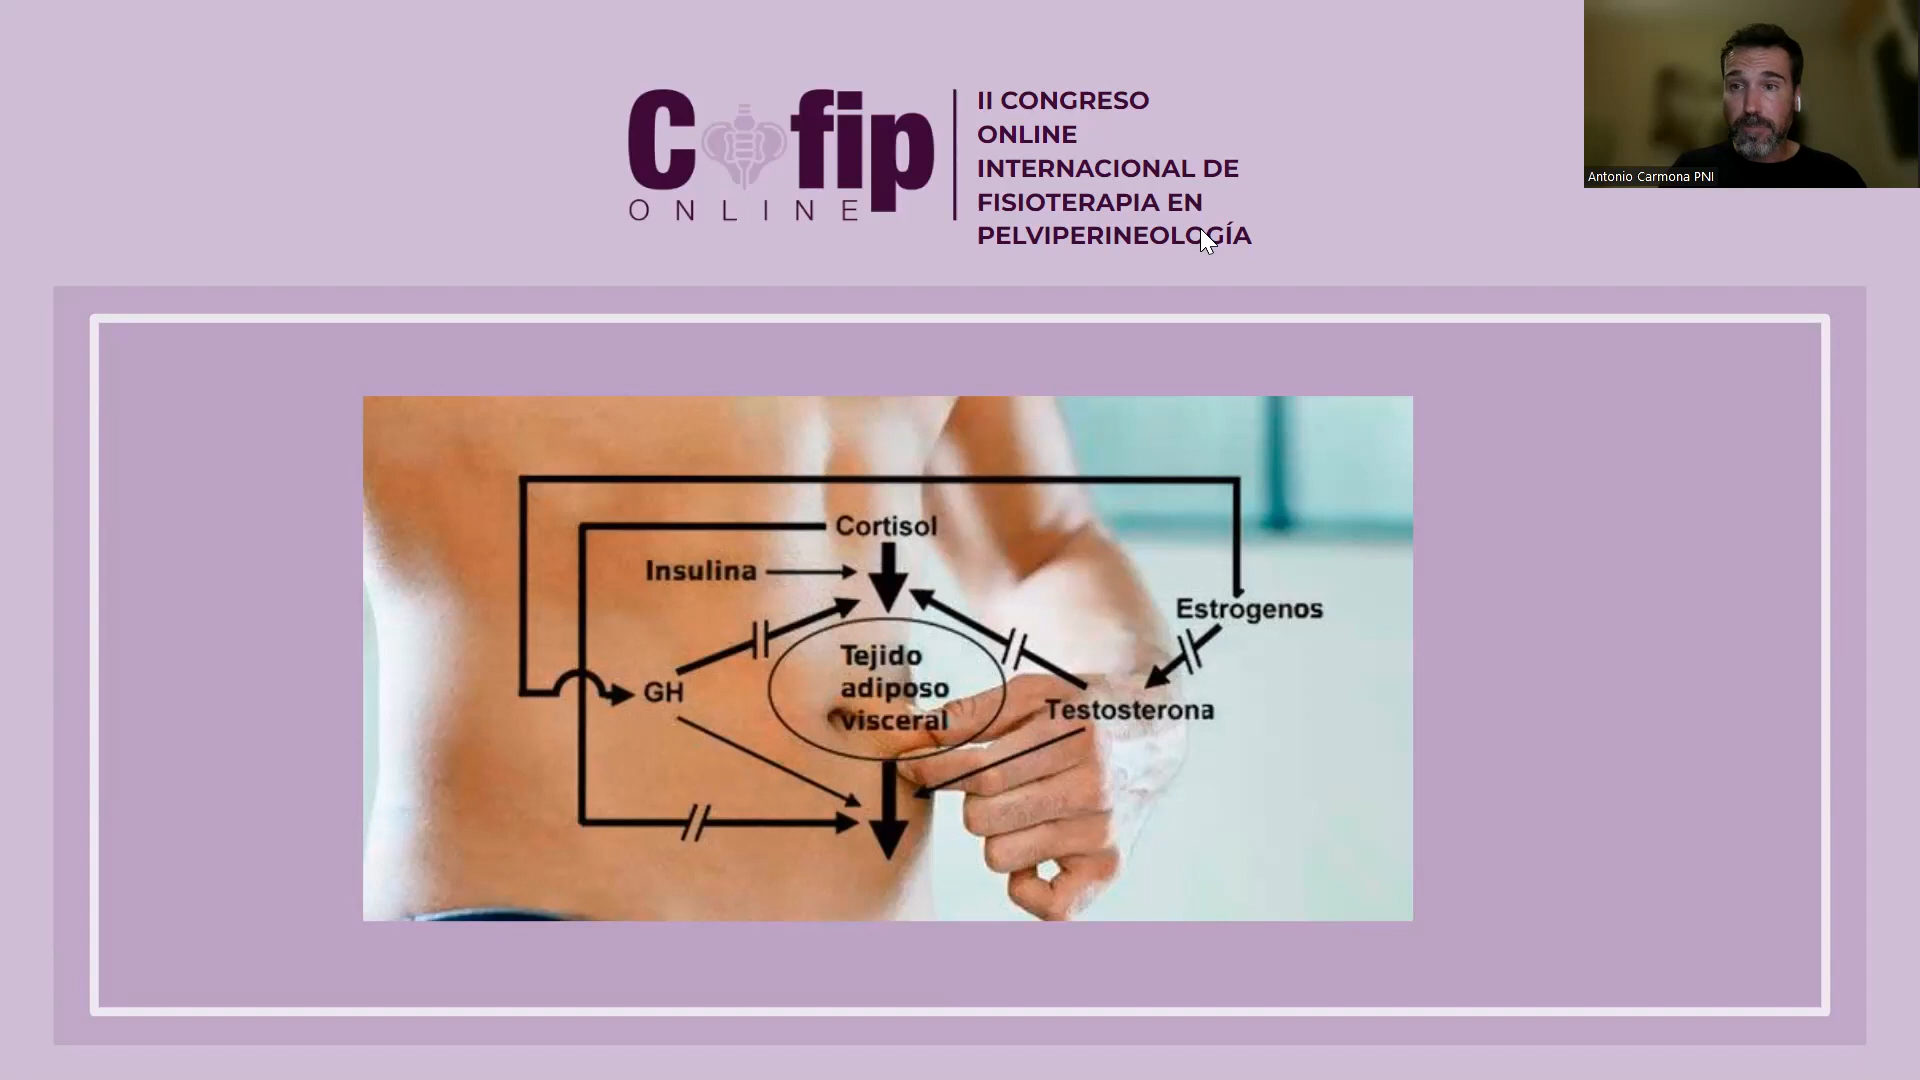 Cofip
ONLINE
II CONGRESO
ONLINE
INTERNACIONAL DE
FISIOTERAPIA EN
PELVIPERINEOLOGÍA
Antonio Carmona PNI
Cortisol
Insulina
Estrogenos
Tejido
adiposo
visceral
GH
Testosterona